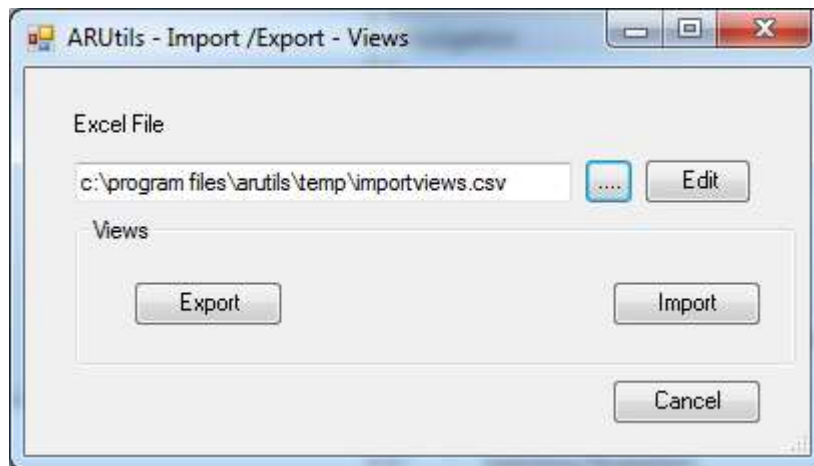 ARUtils - Import /Export - Views
Excel File
c:\program files\arutils\temp\importviews.csv
....
Edit
Views
Export
Import
Cancel